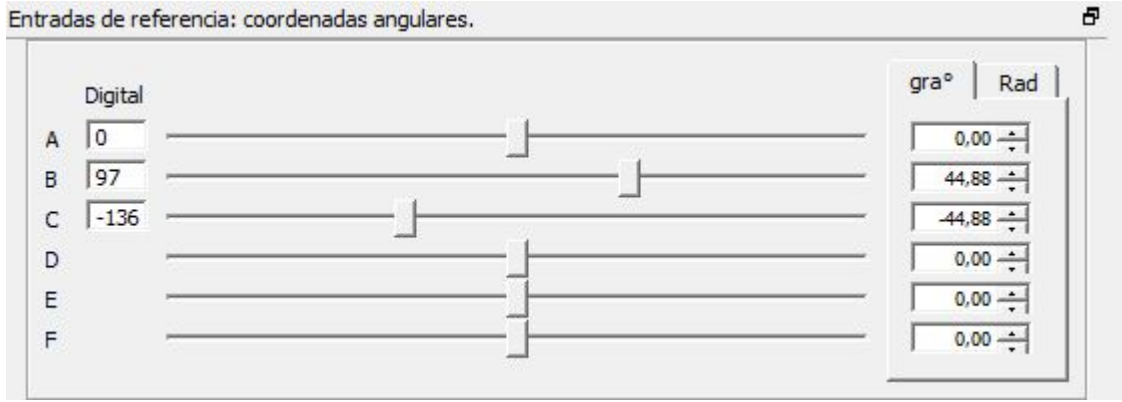 Entradas de referencia: coordenadas angulares.
gra° Rad
Digital
A 0 0,00
B 97 44,88
C -136 -44,88
D 0,00
E 0,00
F 0,00